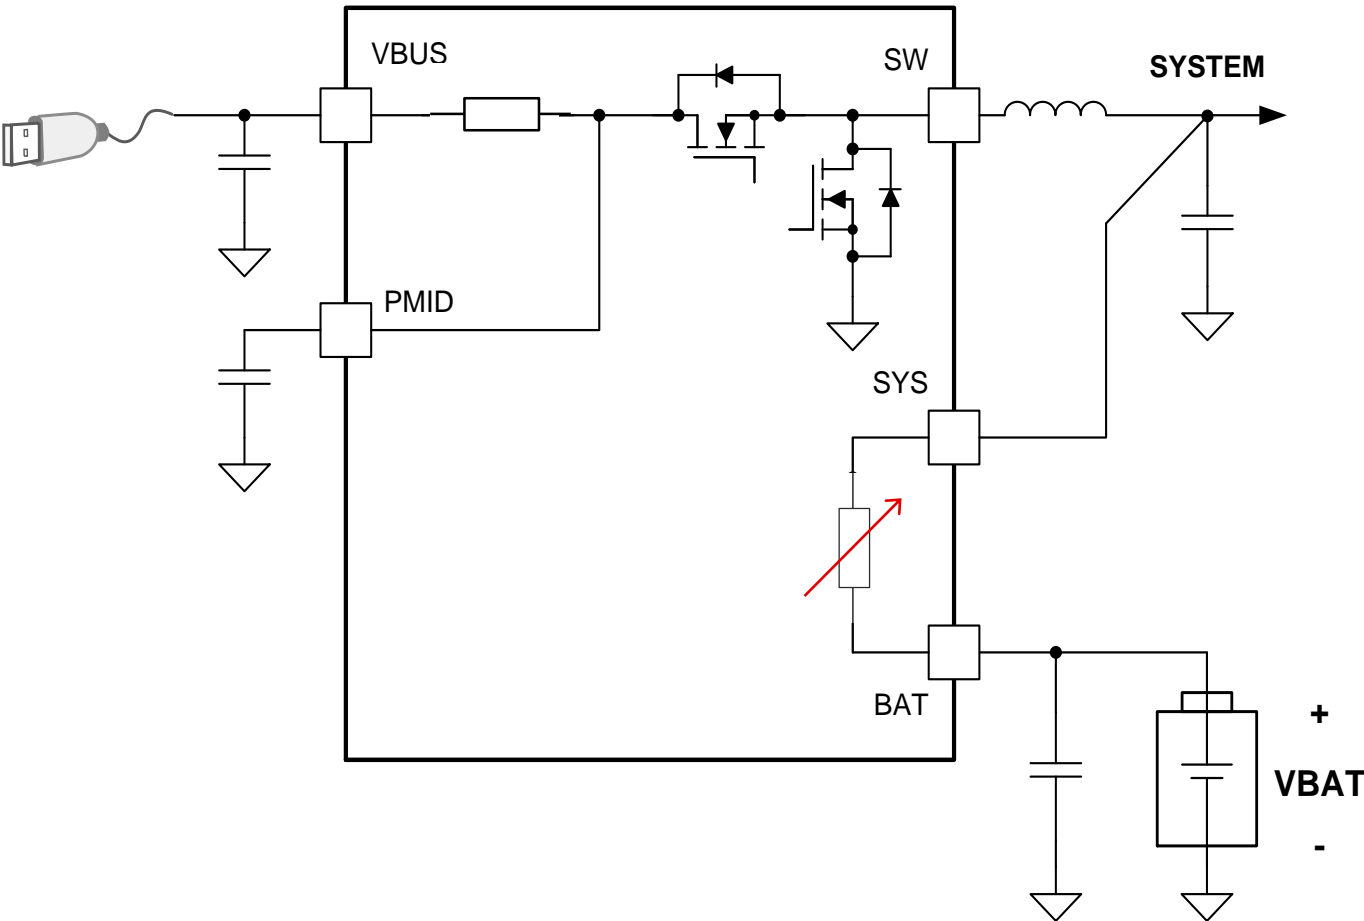 VBUS
SW
SYSTEM
PMID
SYS
BAT
+
VBAT
-